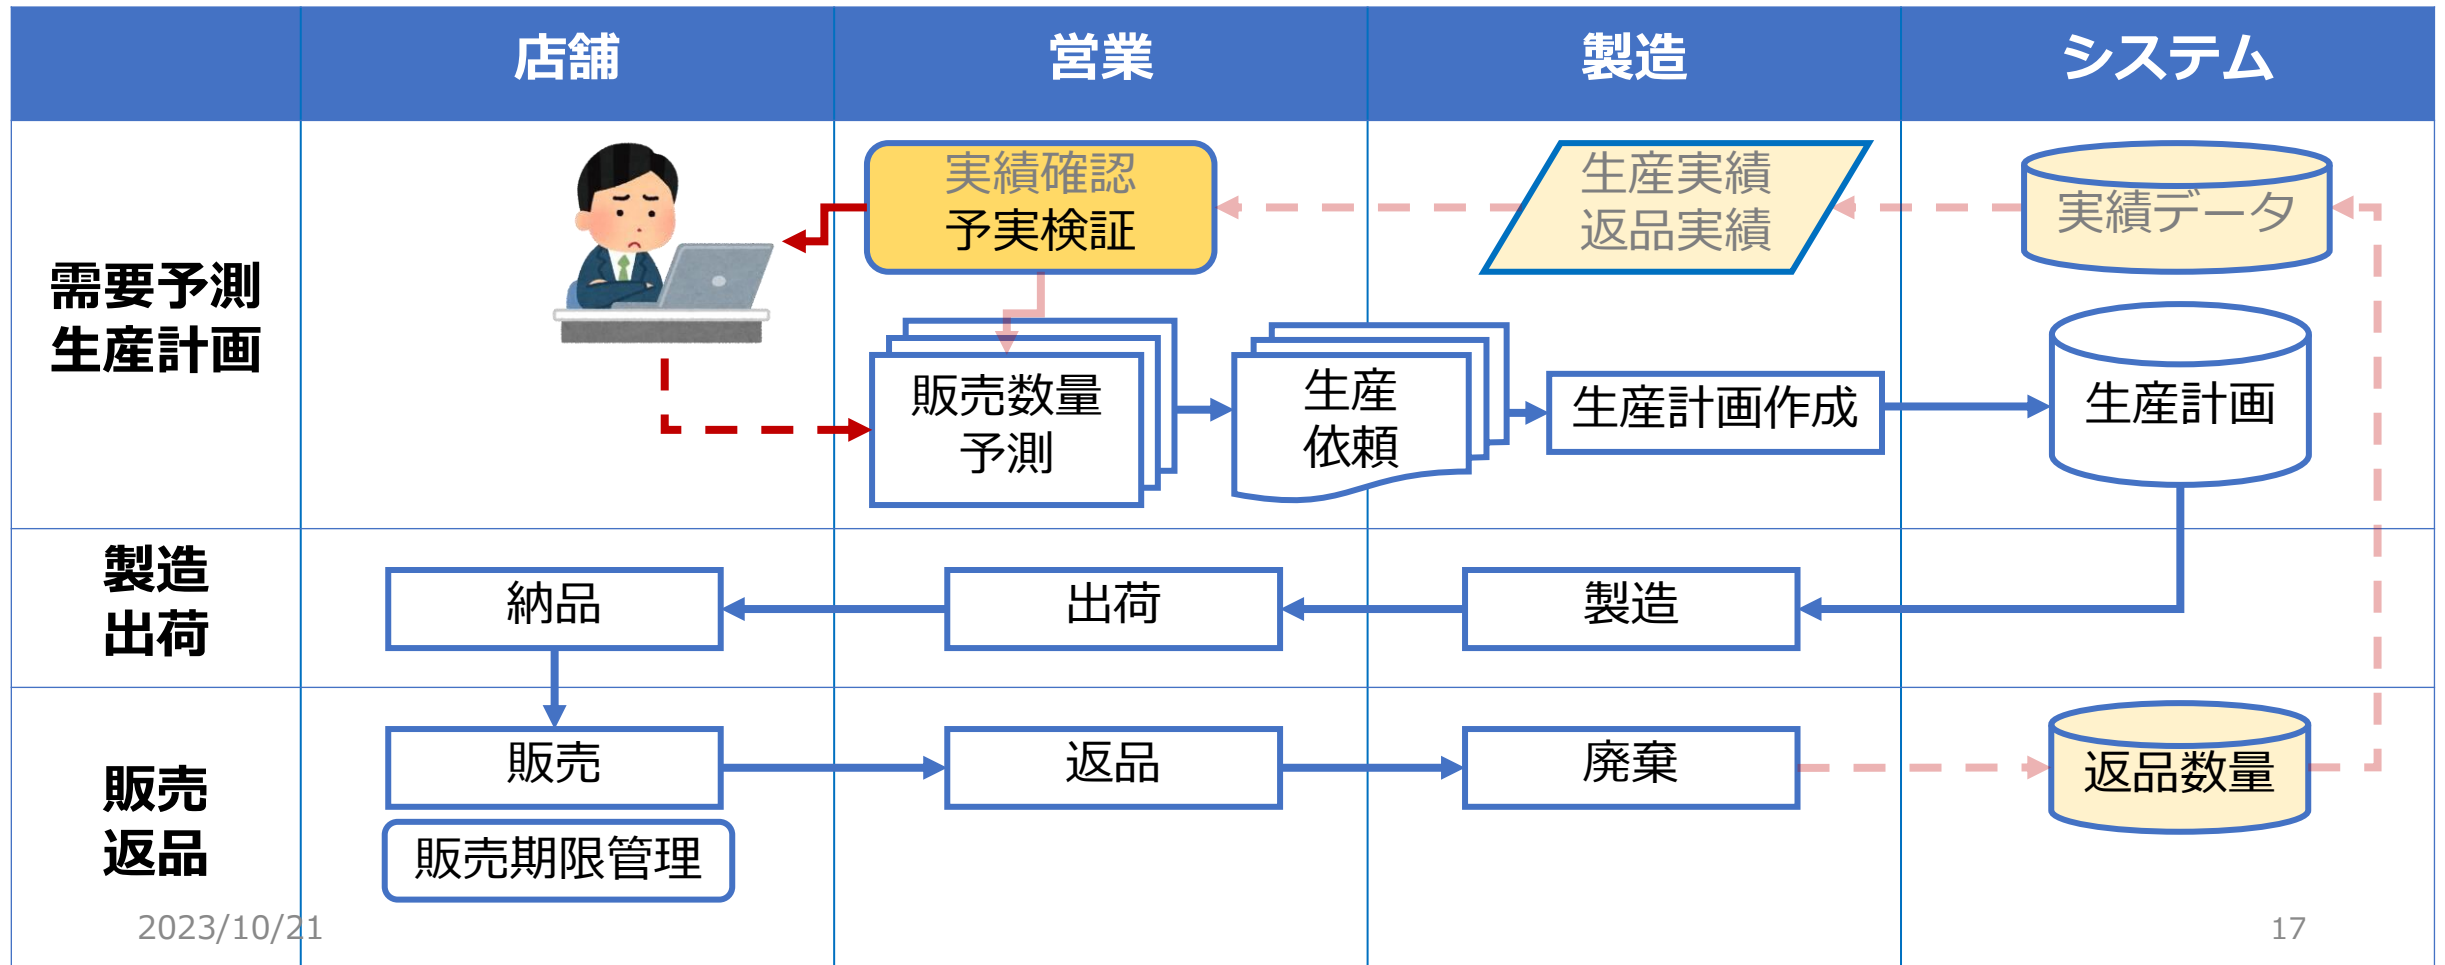 店舗
営業
製造
システム
需要予測
生産計画
実績確認
予実検証
生産実績
返品実績
実績データ
販売数量
予測
生産
依頼
生産計画作成
生産計画
製造
出荷
納品
出荷
製造
販売
返品
販売
返品
廃棄
返品数量
販売期限管理
2023/10/21
17